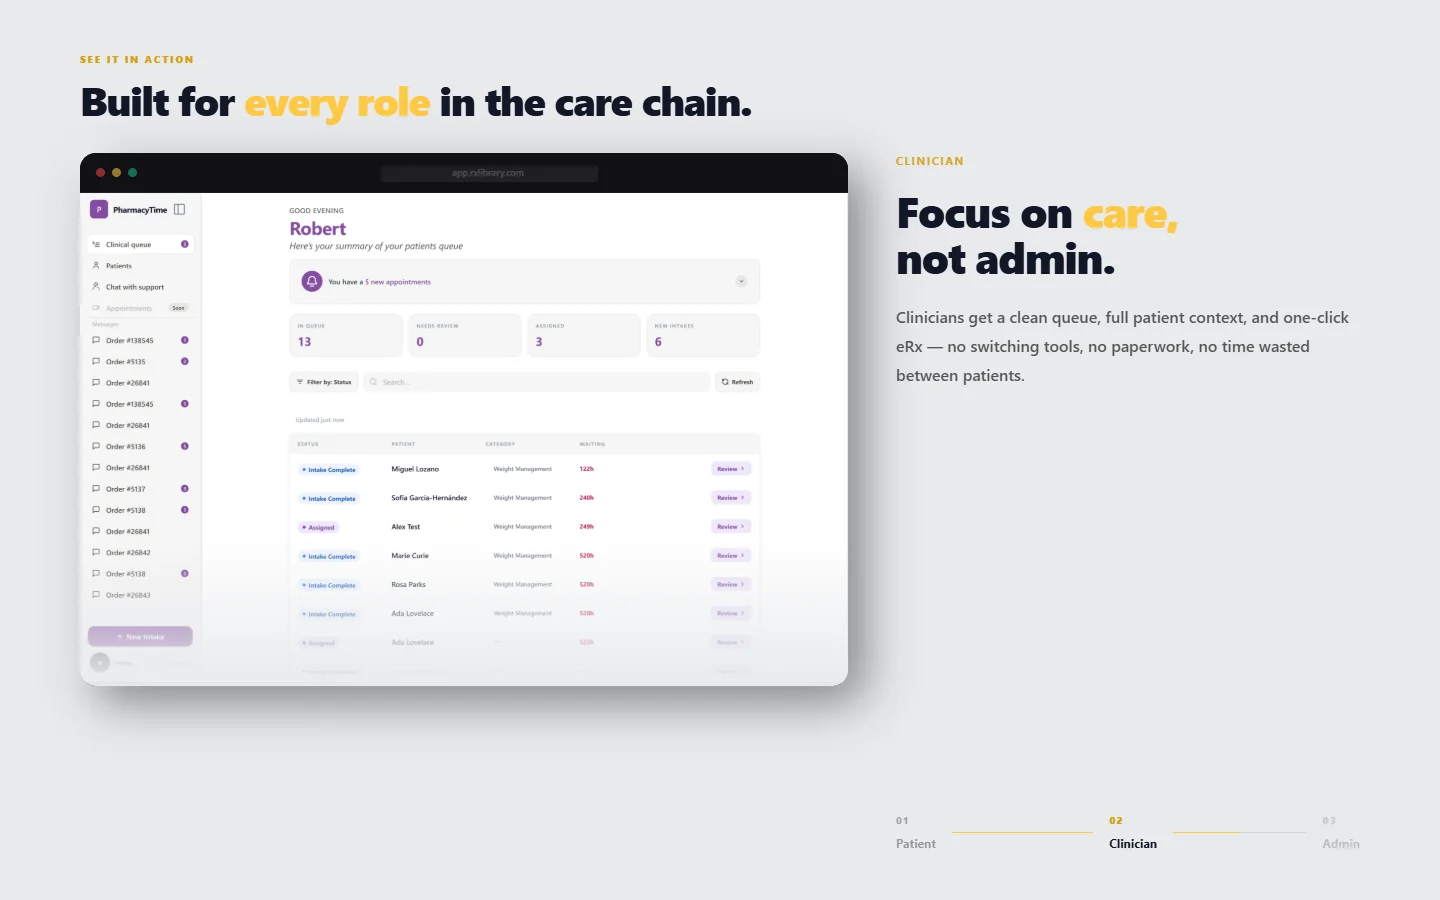 SEE IT IN ACTION
Built for every role in the care chain.
app.rxlibrary.com
P PharmacyTime
Clinical queue
Patients
Chat with support
Appointments Soon
Messages
Order #138545
Order #5135
Order #26841
Order #138545
Order #26841
Order #5136
Order #26841
Order #5137
Order #5138
Order #26841
Order #26842
Order #5138
Order #26843
+ New Intake
GOOD EVENING
Robert
Here's your summary of your patients queue
You have a 5 new appointments
IN QUEUE NEEDS REVIEW ASSIGNED NEW INTAKES
13 0 3 6
Filter by: Status Search... Refresh
Updated just now
STATUS PATIENT CATEGORY WAITING
Intake Complete Miguel Lozano Weight Management 122h Review
Intake Complete Sofía García-Hernández Weight Management 240h Review
Assigned Alex Test Weight Management 249h Review
Intake Complete Marie Curie Weight Management 520h Review
Intake Complete Rosa Parks Weight Management 520h Review
Intake Complete Ada Lovelace Weight Management 520h Review
Assigned Ada Lovelace Review
CLINICIAN
Focus on care,
not admin.
Clinicians get a clean queue, full patient context, and one-click
eRx — no switching tools, no paperwork, no time wasted
between patients.
01 02 03
Patient Clinician Admin